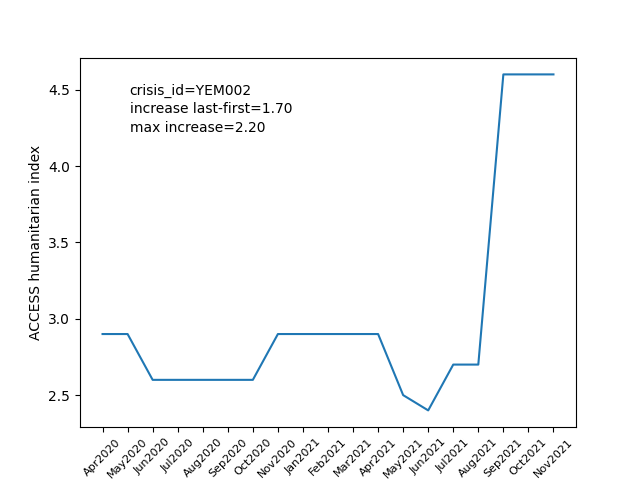 crisis_id=YEM002
increase last-first=1.70
max increase=2.20
ACCESS humanitarian index
4.5
4.0
3.5
3.0
2.5
Apr2020
May2020
Jun2020
Jul2020
Aug2020
Sep2020
Oct2020
Nov2020
Jan2021
Feb2021
Mar2021
Apr2021
May2021
Jun2021
Jul2021
Aug2021
Sep2021
Oct2021
Nov2021